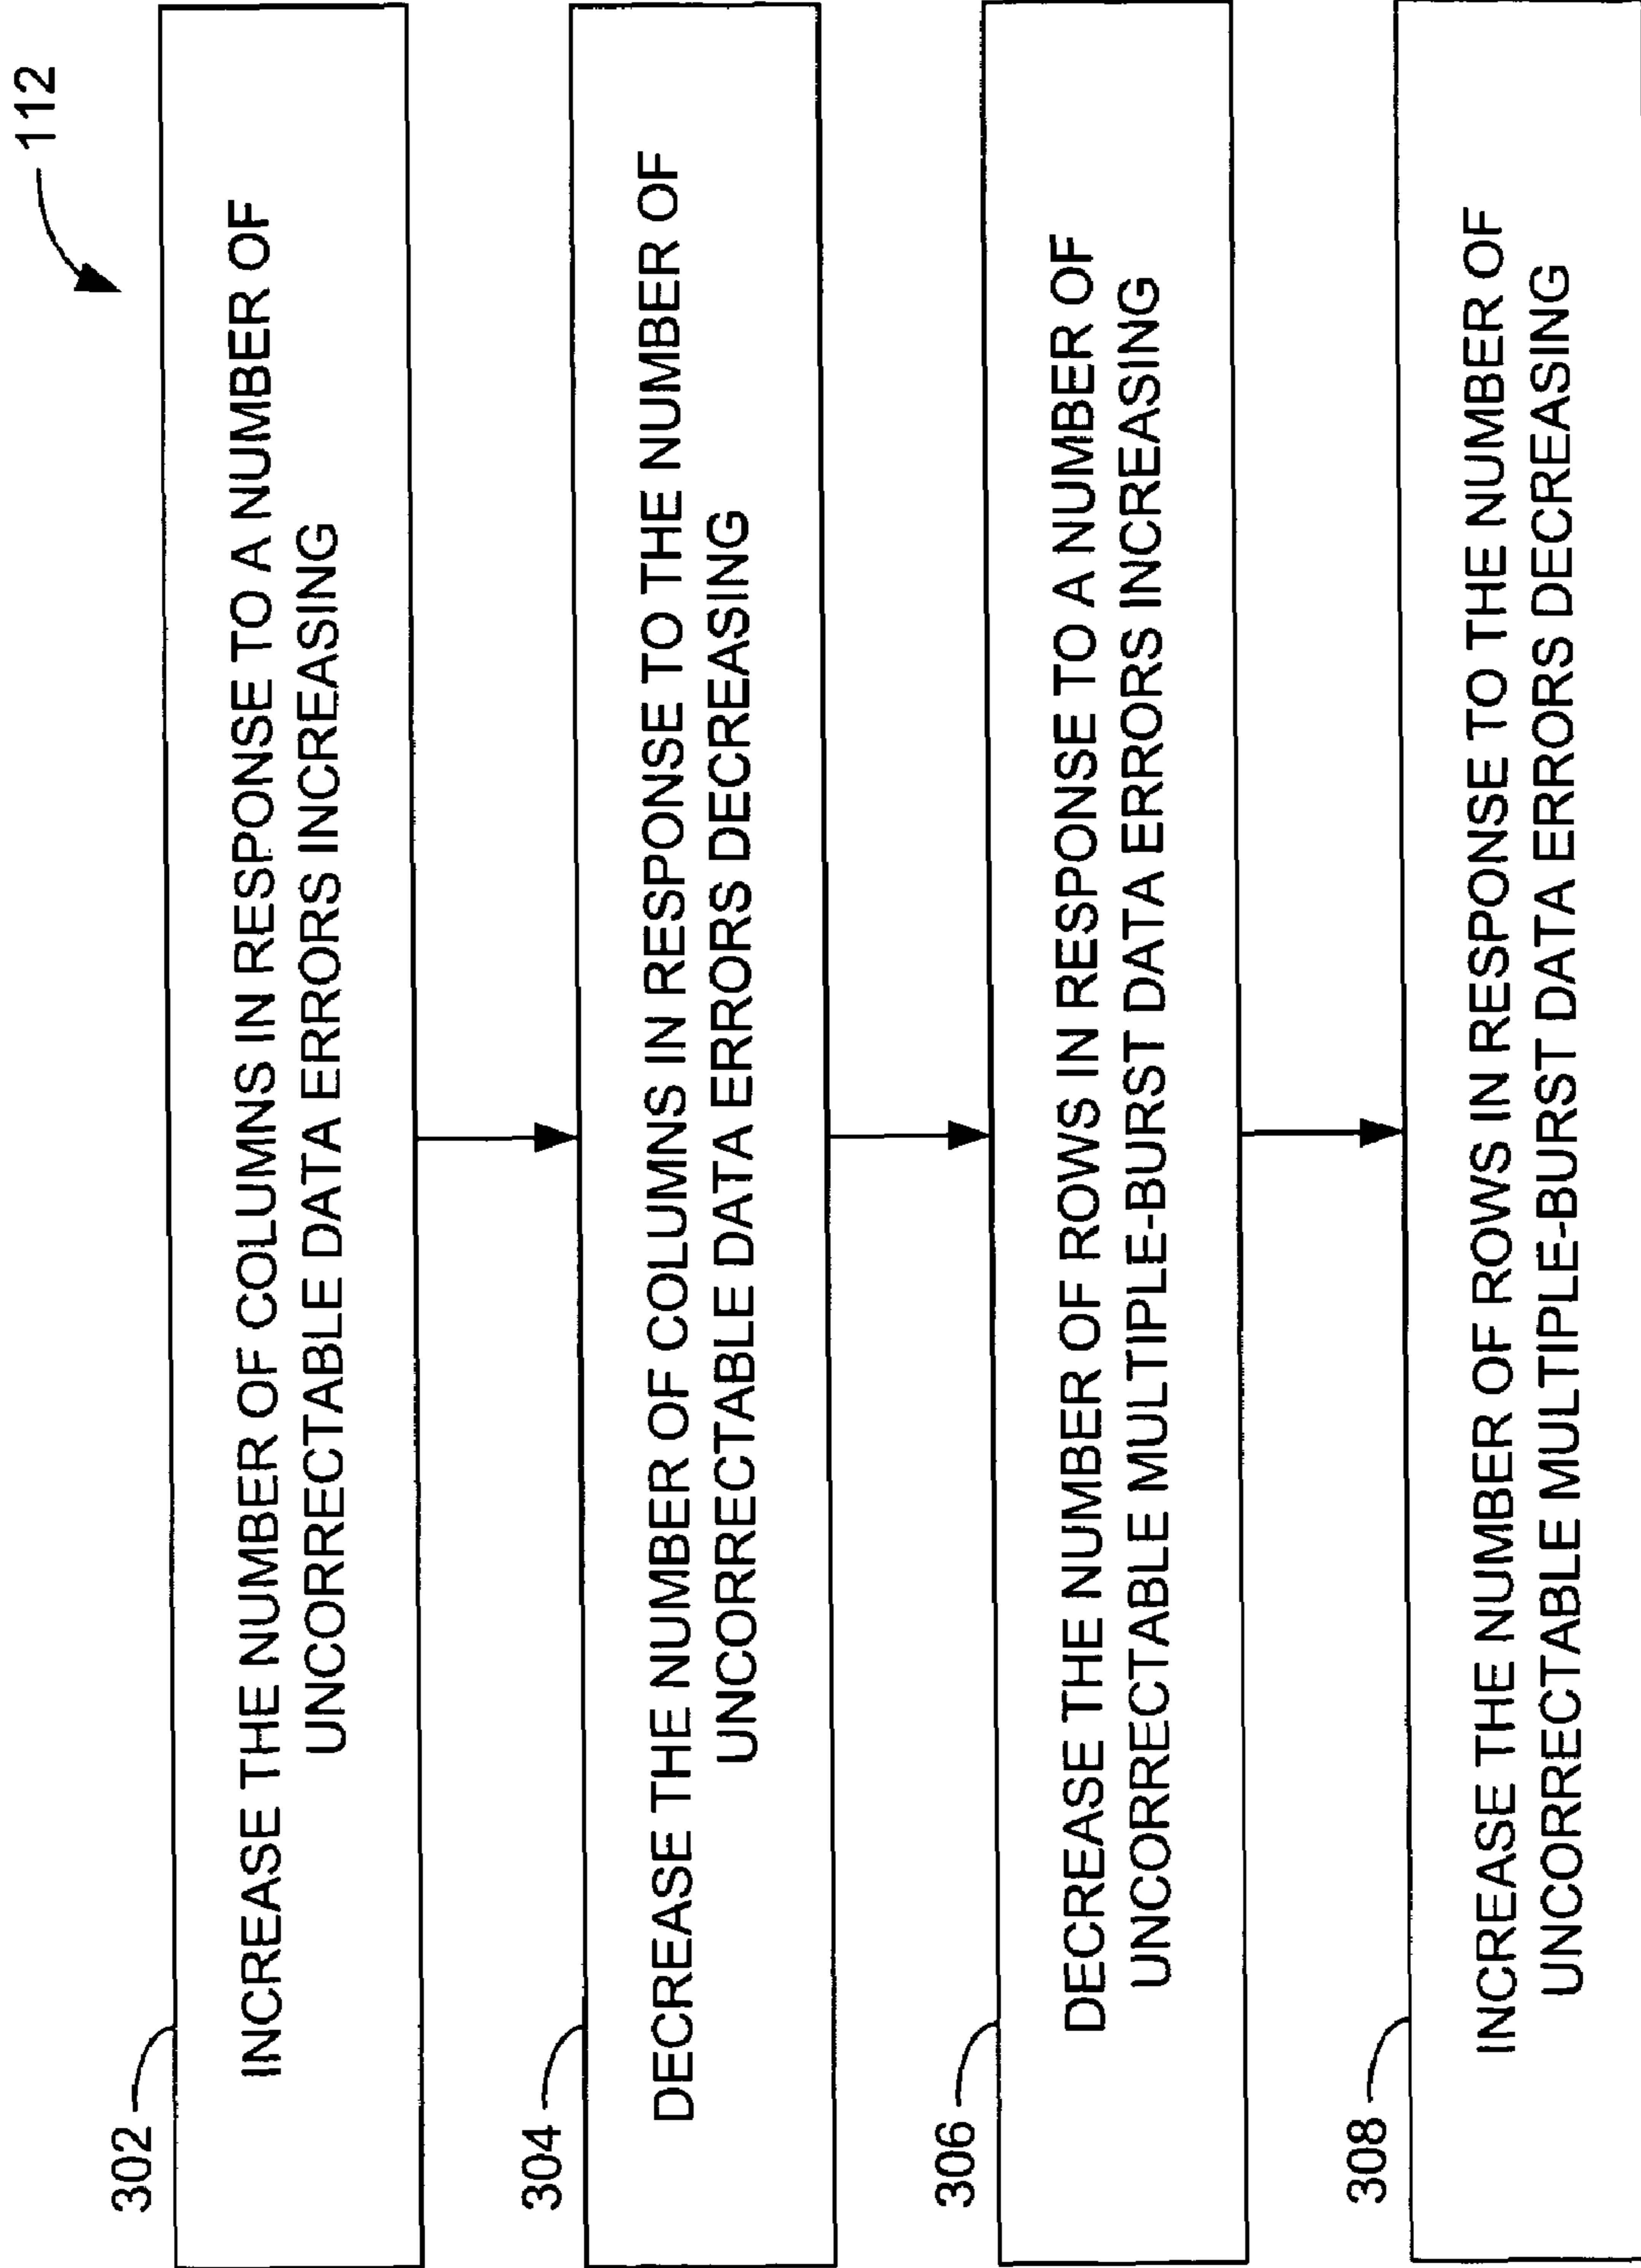 112
302
INCREASE THE NUMBER OF COLUMNS IN RESPONSE TO A NUMBER OF
UNCORRECTABLE DATA ERRORS INCREASING
304
DECREASE THE NUMBER OF COLUMNS IN RESPONSE TO THE NUMBER OF
UNCORRECTABLE DATA ERRORS DECREASING
306
DECREASE THE NUMBER OF ROWS IN RESPONSE TO A NUMBER OF
UNCORRECTABLE MULTIPLE-BURST DATA ERRORS INCREASING
308
INCREASE THE NUMBER OF ROWS IN RESPONSE TO THE NUMBER OF
UNCORRECTABLE MULTIPLE-BURST DATA ERRORS DECREASING